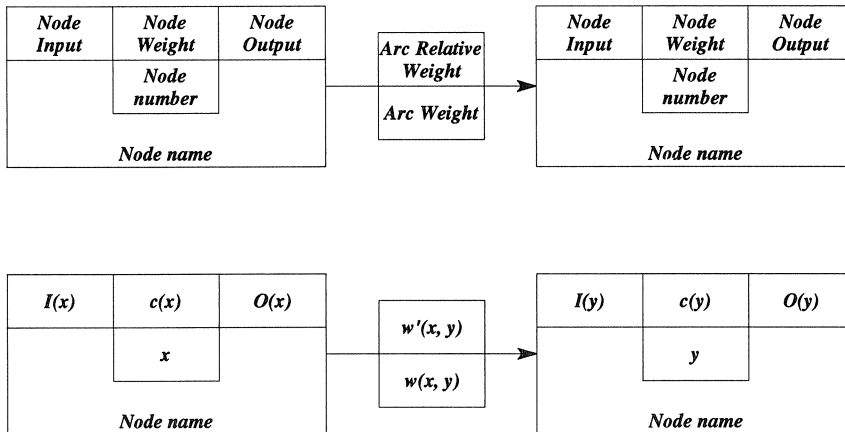 Node Input
Node Weight
Node Output
Node number
Node name
Arc Relative Weight
Arc Weight
Node Input
Node Weight
Node Output
Node number
Node name
I(x)
c(x)
O(x)
x
Node name
w'(x, y)
w(x, y)
I(y)
c(y)
O(y)
y
Node name